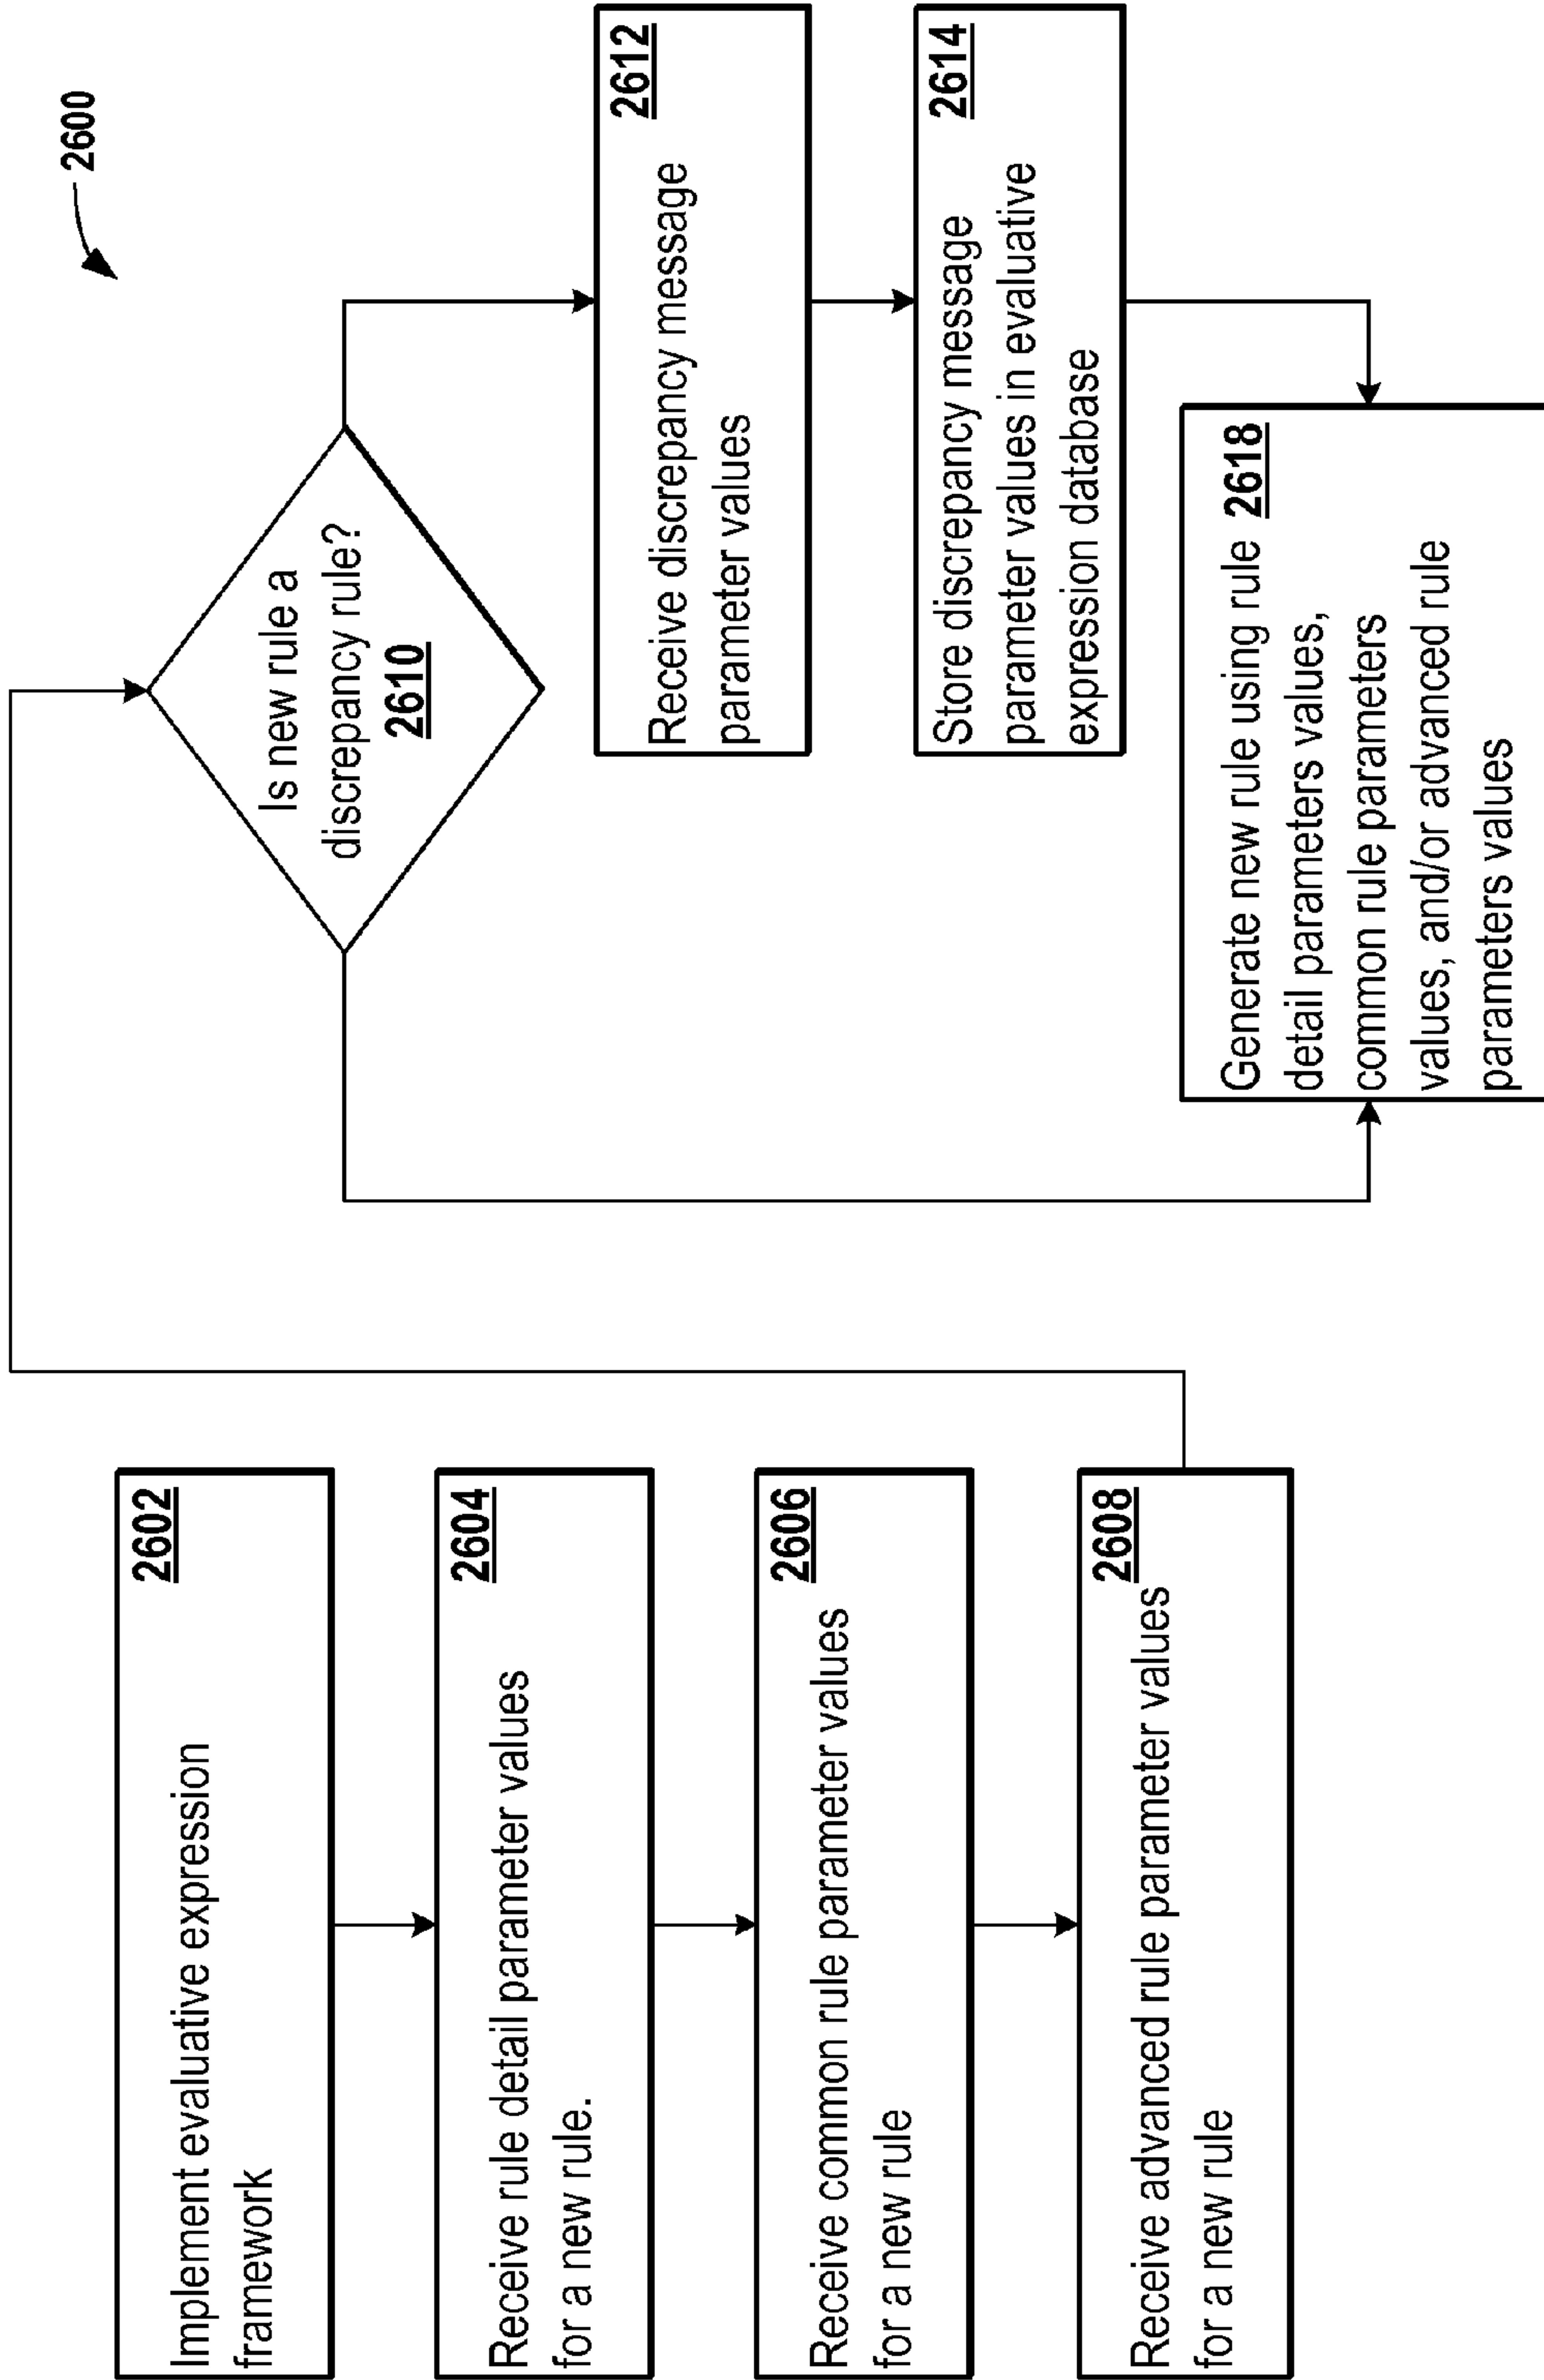 2600
2602
Implement evaluative expression
framework
2604
Receive rule detail parameter values
for a new rule.
2606
Receive common rule parameter values
for a new rule
2608
Receive advanced rule parameter values
for a new rule
Is new rule a
discrepancy rule?
2610
2612
Receive discrepancy message
parameter values
2614
Store discrepancy message
parameter values in evaluative
expression database
Generate new rule using rule 2618
detail parameters values,
common rule parameters
values, and/or advanced rule
parameters values